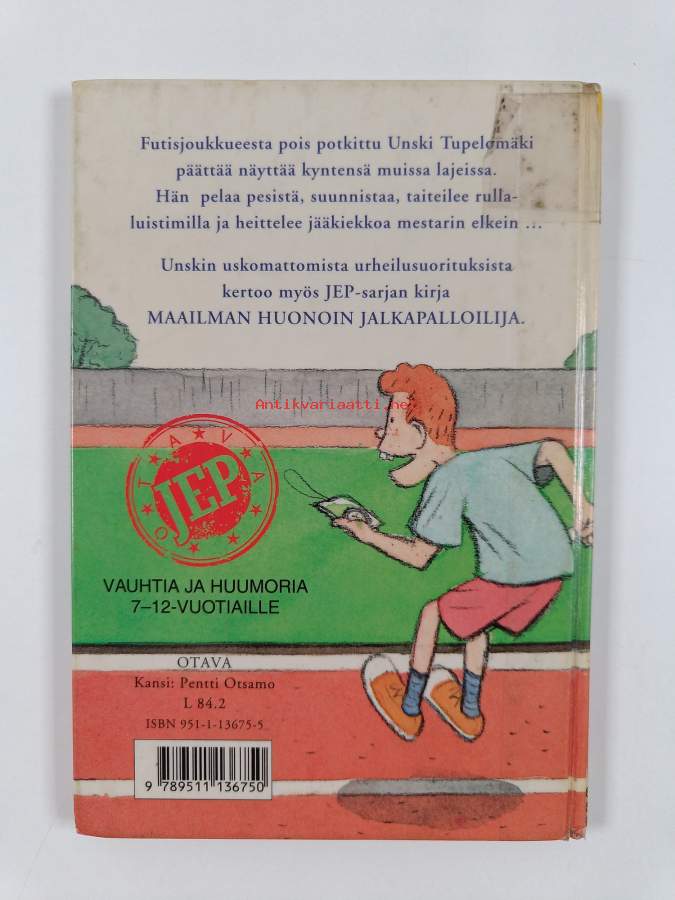 Futisjoukkueesta pois potkittu Unski Tupelomäki
päättää näyttää kyntensä muissa lajeissa.
Hän pelaa pesistä, suunnistaa, taiteilee rulla-
luistimilla ja heittelee jääkiekkoa mestarin elkein …
Unskin uskomattomista urheilusuorituksista
kertoo myös JEP-sarjan kirja
MAAILMAN HUONOIN JALKAPALLOILIJA.
Antikvariaatti.net
OTAVA
JEP
VAUHTIA JA HUUMORIA
7–12-VUOTIAILLE
OTAVA
Kansi: Pentti Otsamo
L 84.2
ISBN 951-1-13675-5
9 789511 136750